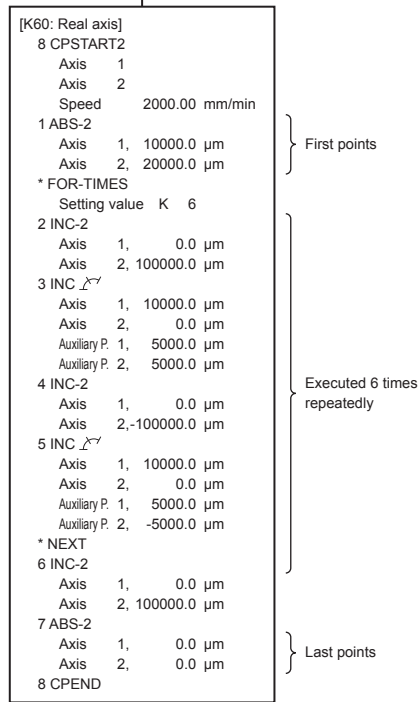 [K60: Real axis]
8 CPSTART2
Axis 1
Axis 2
Speed 2000.00 mm/min
1 ABS-2
Axis 1, 10000.0 µm
Axis 2, 20000.0 µm
First points
* FOR-TIMES
Setting value K 6
2 INC-2
Axis 1, 0.0 µm
Axis 2, 100000.0 µm
3 INC
Axis 1, 10000.0 µm
Axis 2, 0.0 µm
Auxiliary P. 1, 5000.0 µm
Auxiliary P. 2, 5000.0 µm
4 INC-2
Axis 1, 0.0 µm
Axis 2,-100000.0 µm
5 INC
Axis 1, 10000.0 µm
Axis 2, 0.0 µm
Auxiliary P. 1, 5000.0 µm
Auxiliary P. 2, -5000.0 µm
* NEXT
Executed 6 times
repeatedly
6 INC-2
Axis 1, 0.0 µm
Axis 2, 100000.0 µm
7 ABS-2
Axis 1, 0.0 µm
Axis 2, 0.0 µm
Last points
8 CPEND